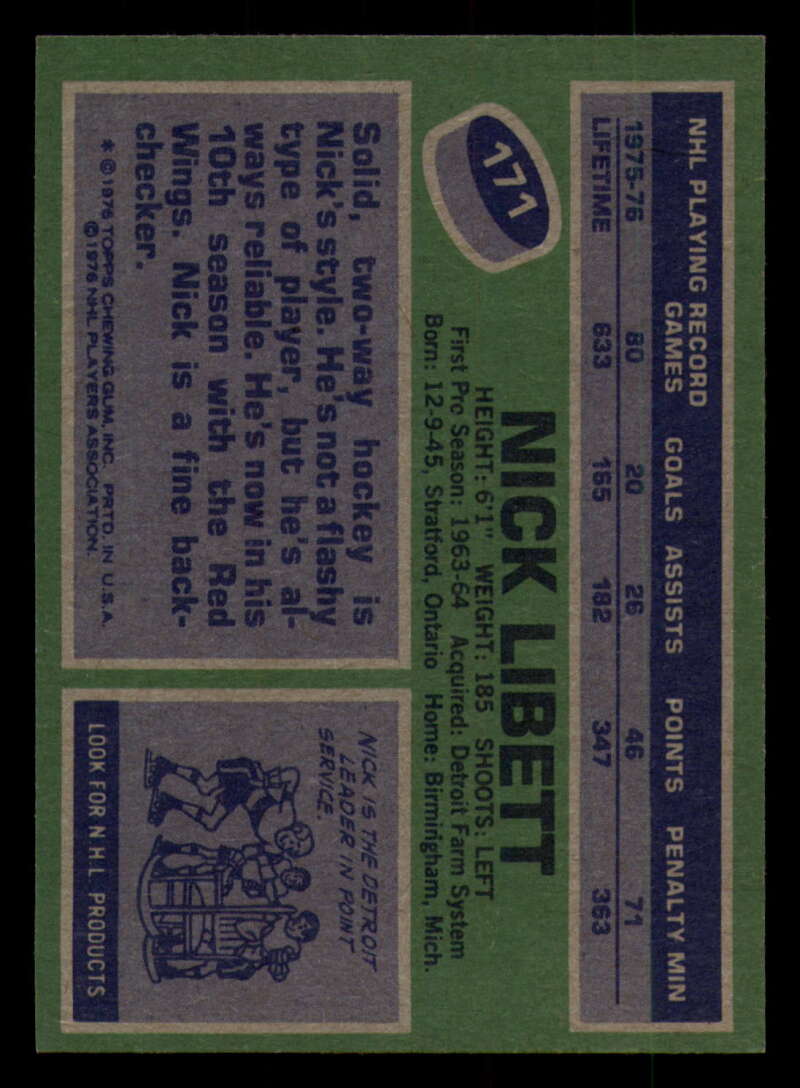 NHL PLAYING RECORD
GAMES GOALS ASSISTS POINTS PENALTY MIN
1975-76 80 20 26 46 71
LIFETIME 633 165 182 347 363
171
NICK LIBETT
HEIGHT: 6'1" WEIGHT: 185 SHOOTS: LEFT
First Pro Season: 1963-64 Acquired: Detroit Farm System
Born: 12-9-45, Stratford, Ontario Home: Birmingham, Mich.
Solid, two-way hockey is
Nick's style. He's not a flashy
type of player, but he's al-
ways reliable. He's now in his
10th season with the Red
Wings. Nick is a fine back-
checker.
* © 1976 TOPPS CHEWING GUM, INC. PRTD. IN U.S.A.
© 1976 NHL PLAYERS ASSOCIATION.
NICK IS THE DETROIT
LEADER IN POINT
SERVICE.
LOOK FOR N H L PRODUCTS